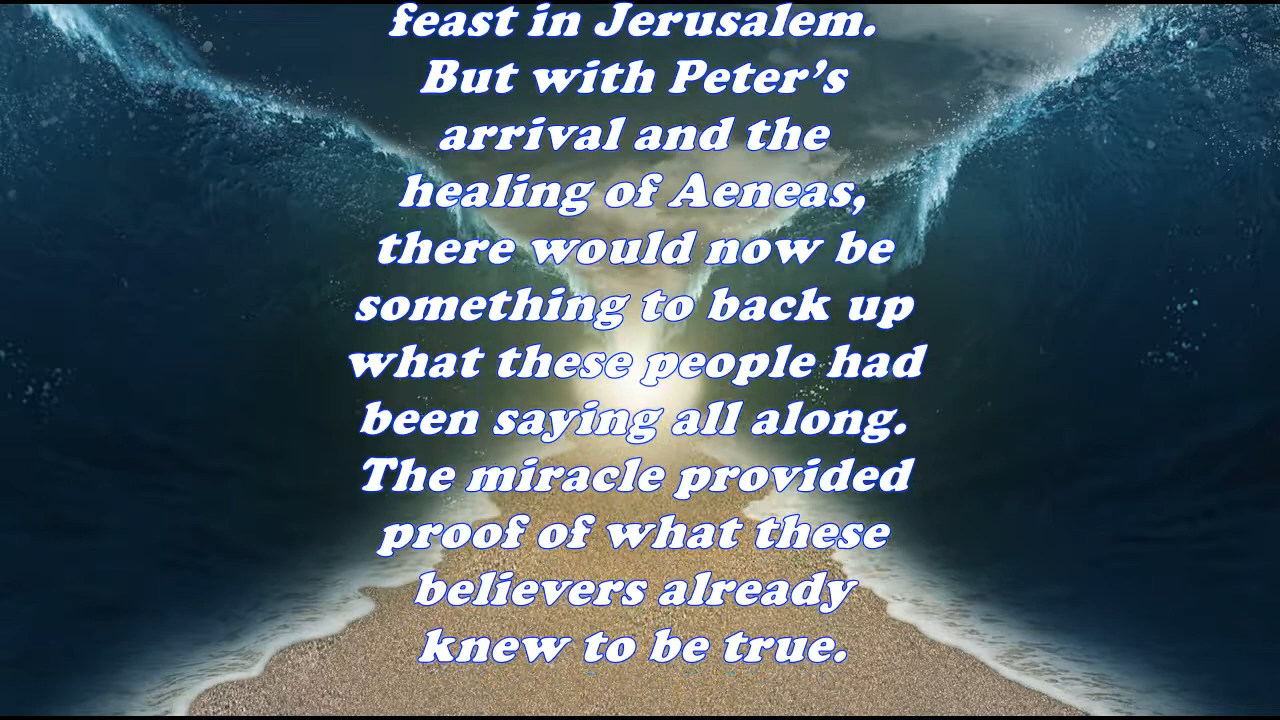 feast in Jerusalem.
But with Peter’s
arrival and the
healing of Aeneas,
there would now be
something to back up
what these people had
been saying all along.
The miracle provided
proof of what these
believers already
knew to be true.